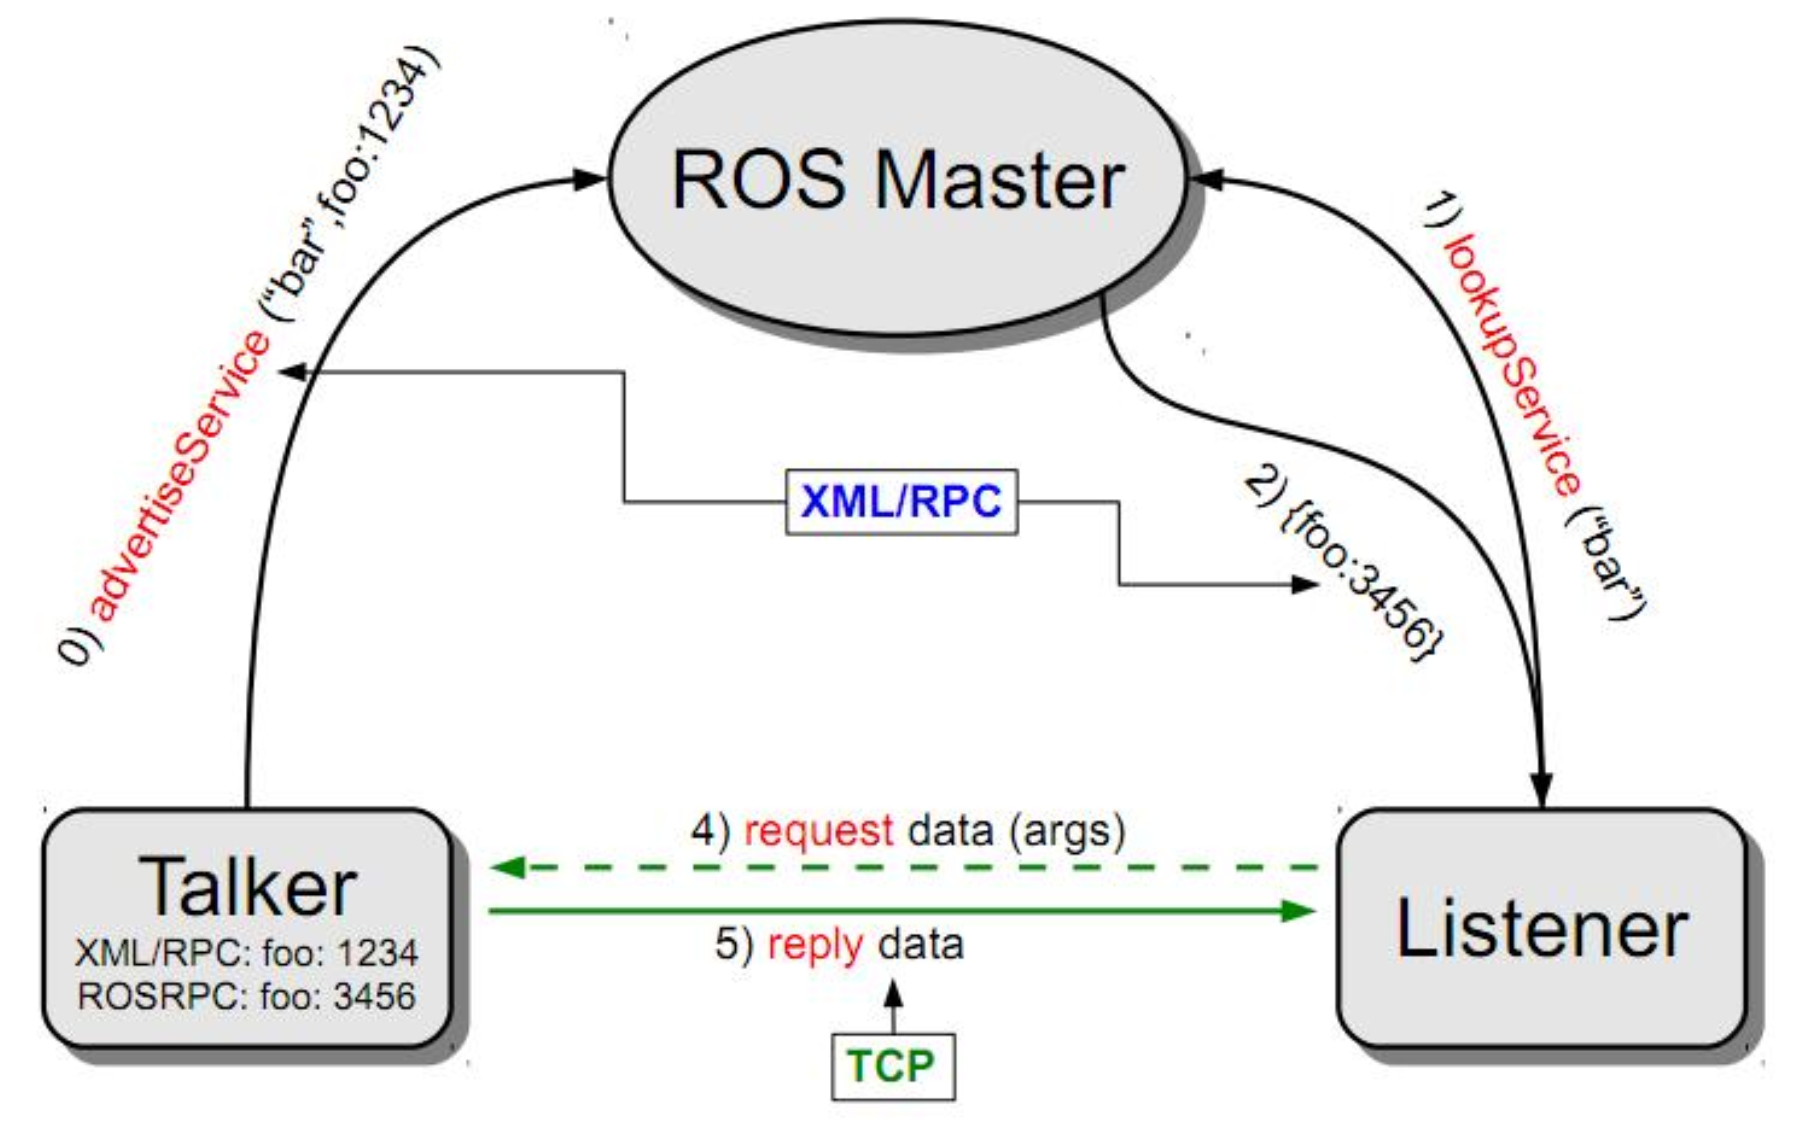 ROS Master
0) advertiseService (“bar”,foo:1234)
1) lookupService (“bar”)
2) {foo:3456}
XML/RPC
4) request data (args)
5) reply data
TCP
Talker
XML/RPC: foo: 1234
ROSRPC: foo: 3456
Listener